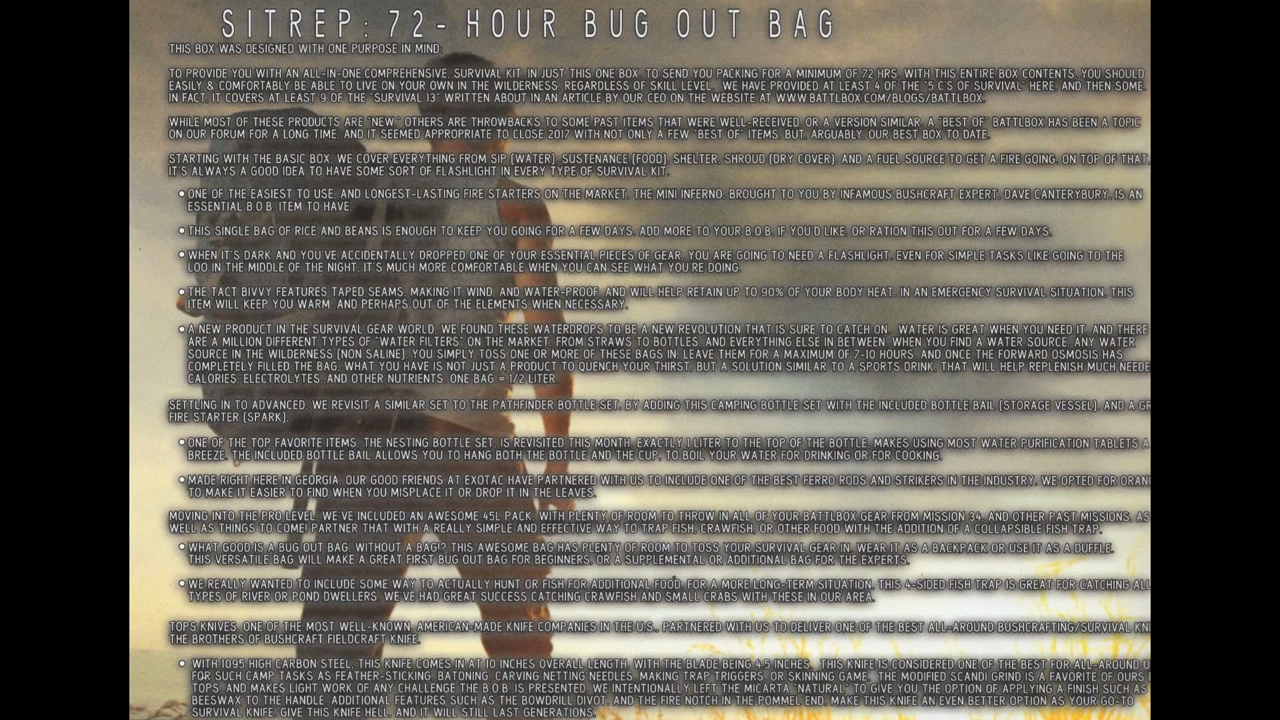 SITREP: 72-HOUR BUG OUT BAG
THIS BOX WAS DESIGNED WITH ONE PURPOSE IN MIND:
TO PROVIDE YOU WITH AN ALL-IN-ONE COMPREHENSIVE, SURVIVAL KIT, IN JUST THIS ONE BOX, TO SEND YOU PACKING FOR A MINIMUM OF 72 HRS. WITH THIS ENTIRE BOX CONTENTS, YOU SHOULD
EASILY & COMFORTABLY BE ABLE TO LIVE ON YOUR OWN IN THE WILDERNESS, REGARDLESS OF SKILL LEVEL. WE HAVE PROVIDED AT LEAST 4 OF THE "5 C'S OF SURVIVAL" HERE, AND THEN SOME.
IN FACT, IT COVERS AT LEAST 9 OF THE "SURVIVAL 13" WRITTEN ABOUT IN AN ARTICLE BY OUR CEO ON THE WEBSITE AT WWW.BATTLBOX.COM/BLOGS/BATTLBOX.
WHILE MOST OF THESE PRODUCTS ARE "NEW," OTHERS ARE THROWBACKS TO SOME PAST ITEMS THAT WERE WELL-RECEIVED, OR A VERSION SIMILAR. A "BEST OF" BATTLBOX HAS BEEN A TOPIC
ON OUR FORUM FOR A LONG TIME, AND IT SEEMED APPROPRIATE TO CLOSE 2017 WITH NOT ONLY A FEW "BEST OF" ITEMS, BUT, ARGUABLY, OUR BEST BOX TO DATE.
STARTING WITH THE BASIC BOX, WE COVER EVERYTHING FROM SIP (WATER), SUSTENANCE (FOOD), SHELTER, SHROUD (DRY COVER), AND A FUEL SOURCE TO GET A FIRE GOING. ON TOP OF THAT,
IT'S ALWAYS A GOOD IDEA TO HAVE SOME SORT OF FLASHLIGHT IN EVERY TYPE OF SURVIVAL KIT.
• ONE OF THE EASIEST TO USE, AND LONGEST-LASTING FIRE STARTERS ON THE MARKET, THE MINI INFERNO, BROUGHT TO YOU BY INFAMOUS BUSHCRAFT EXPERT, DAVE CANTERYBURY, IS AN
ESSENTIAL B.O.B. ITEM TO HAVE.
• THIS SINGLE BAG OF RICE AND BEANS IS ENOUGH TO KEEP YOU GOING FOR A FEW DAYS. ADD MORE TO YOUR B.O.B. IF YOU'D LIKE, OR RATION THIS OUT FOR A FEW DAYS.
• WHEN IT'S DARK AND YOU'VE ACCIDENTALLY DROPPED ONE OF YOUR ESSENTIAL PIECES OF GEAR, YOU ARE GOING TO NEED A FLASHLIGHT. EVEN FOR SIMPLE TASKS LIKE GOING TO THE
LOO IN THE MIDDLE OF THE NIGHT, IT'S MUCH MORE COMFORTABLE WHEN YOU CAN SEE WHAT YOU'RE DOING.
• THE TACT BIVVY FEATURES TAPED SEAMS, MAKING IT WIND, AND WATER-PROOF, AND WILL HELP RETAIN UP TO 90% OF YOUR BODY HEAT. IN AN EMERGENCY SURVIVAL SITUATION, THIS
ITEM WILL KEEP YOU WARM, AND PERHAPS OUT OF THE ELEMENTS WHEN NECESSARY.
• A NEW PRODUCT IN THE SURVIVAL GEAR WORLD, WE FOUND THESE WATERDROPS TO BE A NEW REVOLUTION THAT IS SURE TO CATCH ON. WATER IS GREAT WHEN YOU NEED IT, AND THERE
ARE A MILLION DIFFERENT TYPES OF "WATER FILTERS" ON THE MARKET, FROM STRAWS TO BOTTLES, AND EVERYTHING ELSE IN BETWEEN. WHEN YOU FIND A WATER SOURCE, ANY WATER
SOURCE IN THE WILDERNESS (NON SALINE), YOU SIMPLY TOSS ONE OR MORE OF THESE BAGS IN, LEAVE THEM FOR A MAXIMUM OF 7-10 HOURS, AND ONCE THE FORWARD OSMOSIS HAS
COMPLETELY FILLED THE BAG, WHAT YOU HAVE IS NOT JUST A PRODUCT TO QUENCH YOUR THIRST, BUT A SOLUTION SIMILAR TO A SPORTS DRINK, THAT WILL HELP REPLENISH MUCH NEEDE
CALORIES, ELECTROLYTES, AND OTHER NUTRIENTS. ONE BAG = 1/2 LITER.
SETTLING IN TO ADVANCED, WE REVISIT A SIMILAR SET TO THE PATHFINDER BOTTLE SET, BY ADDING THIS CAMPING BOTTLE SET WITH THE INCLUDED BOTTLE BAIL (STORAGE VESSEL), AND A GR
FIRE STARTER (SPARK).
• ONE OF THE TOP FAVORITE ITEMS, THE NESTING BOTTLE SET, IS REVISITED THIS MONTH. EXACTLY 1 LITER TO THE TOP OF THE BOTTLE, MAKES USING MOST WATER PURIFICATION TABLETS A
BREEZE. THE INCLUDED BOTTLE BAIL ALLOWS YOU TO HANG BOTH THE BOTTLE AND THE CUP, TO BOIL YOUR WATER FOR DRINKING OR FOR COOKING.
• MADE RIGHT HERE IN GEORGIA, OUR GOOD FRIENDS AT EXOTAC HAVE PARTNERED WITH US TO INCLUDE ONE OF THE BEST FERRO RODS AND STRIKERS IN THE INDUSTRY. WE OPTED FOR ORAN
TO MAKE IT EASIER TO FIND WHEN YOU MISPLACE IT OR DROP IT IN THE LEAVES.
MOVING INTO THE PRO LEVEL, WE'VE INCLUDED AN AWESOME 45L PACK, WITH PLENTY OF ROOM TO THROW IN ALL OF YOUR BATTLBOX GEAR FROM MISSION 34, AND OTHER PAST MISSIONS, AS
WELL AS THINGS TO COME! PARTNER THAT WITH A REALLY SIMPLE AND EFFECTIVE WAY TO TRAP FISH, CRAWFISH, OR OTHER FOOD WITH THE ADDITION OF A COLLAPSIBLE FISH TRAP.
• WHAT GOOD IS A BUG OUT BAG, WITHOUT A BAG!? THIS AWESOME BAG HAS PLENTY OF ROOM TO TOSS YOUR SURVIVAL GEAR IN. WEAR IT AS A BACKPACK OR USE IT AS A DUFFLE.
THIS VERSATILE BAG WILL MAKE A GREAT FIRST BUG OUT BAG FOR BEGINNERS, OR A SUPPLEMENTAL OR ADDITIONAL BAG FOR THE EXPERTS.
• WE REALLY WANTED TO INCLUDE SOME WAY TO ACTUALLY HUNT OR FISH FOR ADDITIONAL FOOD, FOR A MORE LONG-TERM SITUATION. THIS 4-SIDED FISH TRAP IS GREAT FOR CATCHING ALL
TYPES OF RIVER OR POND DWELLERS. WE'VE HAD GREAT SUCCESS CATCHING CRAWFISH AND SMALL CRABS WITH THESE IN OUR AREA.
TOPS KNIVES, ONE OF THE MOST WELL-KNOWN, AMERICAN-MADE KNIFE COMPANIES IN THE U.S., PARTNERED WITH US TO DELIVER ONE OF THE BEST ALL-AROUND BUSHCRAFTING/SURVIVAL KNI
THE BROTHERS OF BUSHCRAFT FIELDCRAFT KNIFE.
• WITH 1095 HIGH CARBON STEEL, THIS KNIFE COMES IN AT 10 INCHES OVERALL LENGTH, WITH THE BLADE BEING 4.5 INCHES. THIS KNIFE IS CONSIDERED ONE OF THE BEST FOR ALL-AROUND U
FOR SUCH CAMP TASKS AS FEATHER-STICKING, BATONING, CARVING NETTING NEEDLES, MAKING TRAP TRIGGERS, OR SKINNING GAME. THE MODIFIED SCANDI GRIND IS A FAVORITE OF OURS
TOPS, AND MAKES LIGHT WORK OF ANY CHALLENGE THE B.O.B. IS PRESENTED. WE INTENTIONALLY LEFT THE MICARTA "NATURAL" TO GIVE YOU THE OPTION OF APPLYING A FINISH SUCH AS
BEESWAX TO THE HANDLE. ADDITIONAL FEATURES SUCH AS THE BOWDRILL DIVOT, AND THE FIRE NOTCH IN THE POMMEL END, MAKE THIS KNIFE AN EVEN BETTER OPTION AS YOUR GO-TO
SURVIVAL KNIFE. GIVE THIS KNIFE HELL, AND IT WILL STILL LAST GENERATIONS.